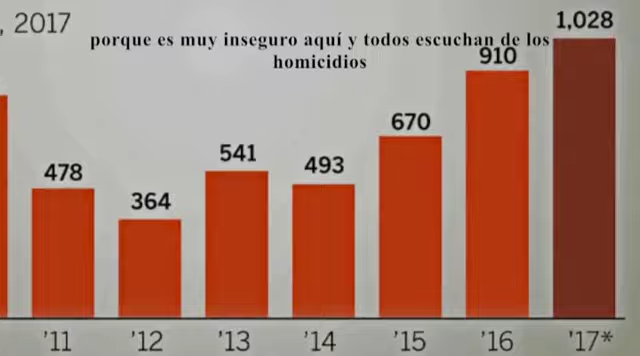 , 2017
1,028
porque es muy inseguro aquí y todos escuchan de los
homicidios
910
670
541
493
478
364
'11 '12 '13 '14 '15 '16 '17*